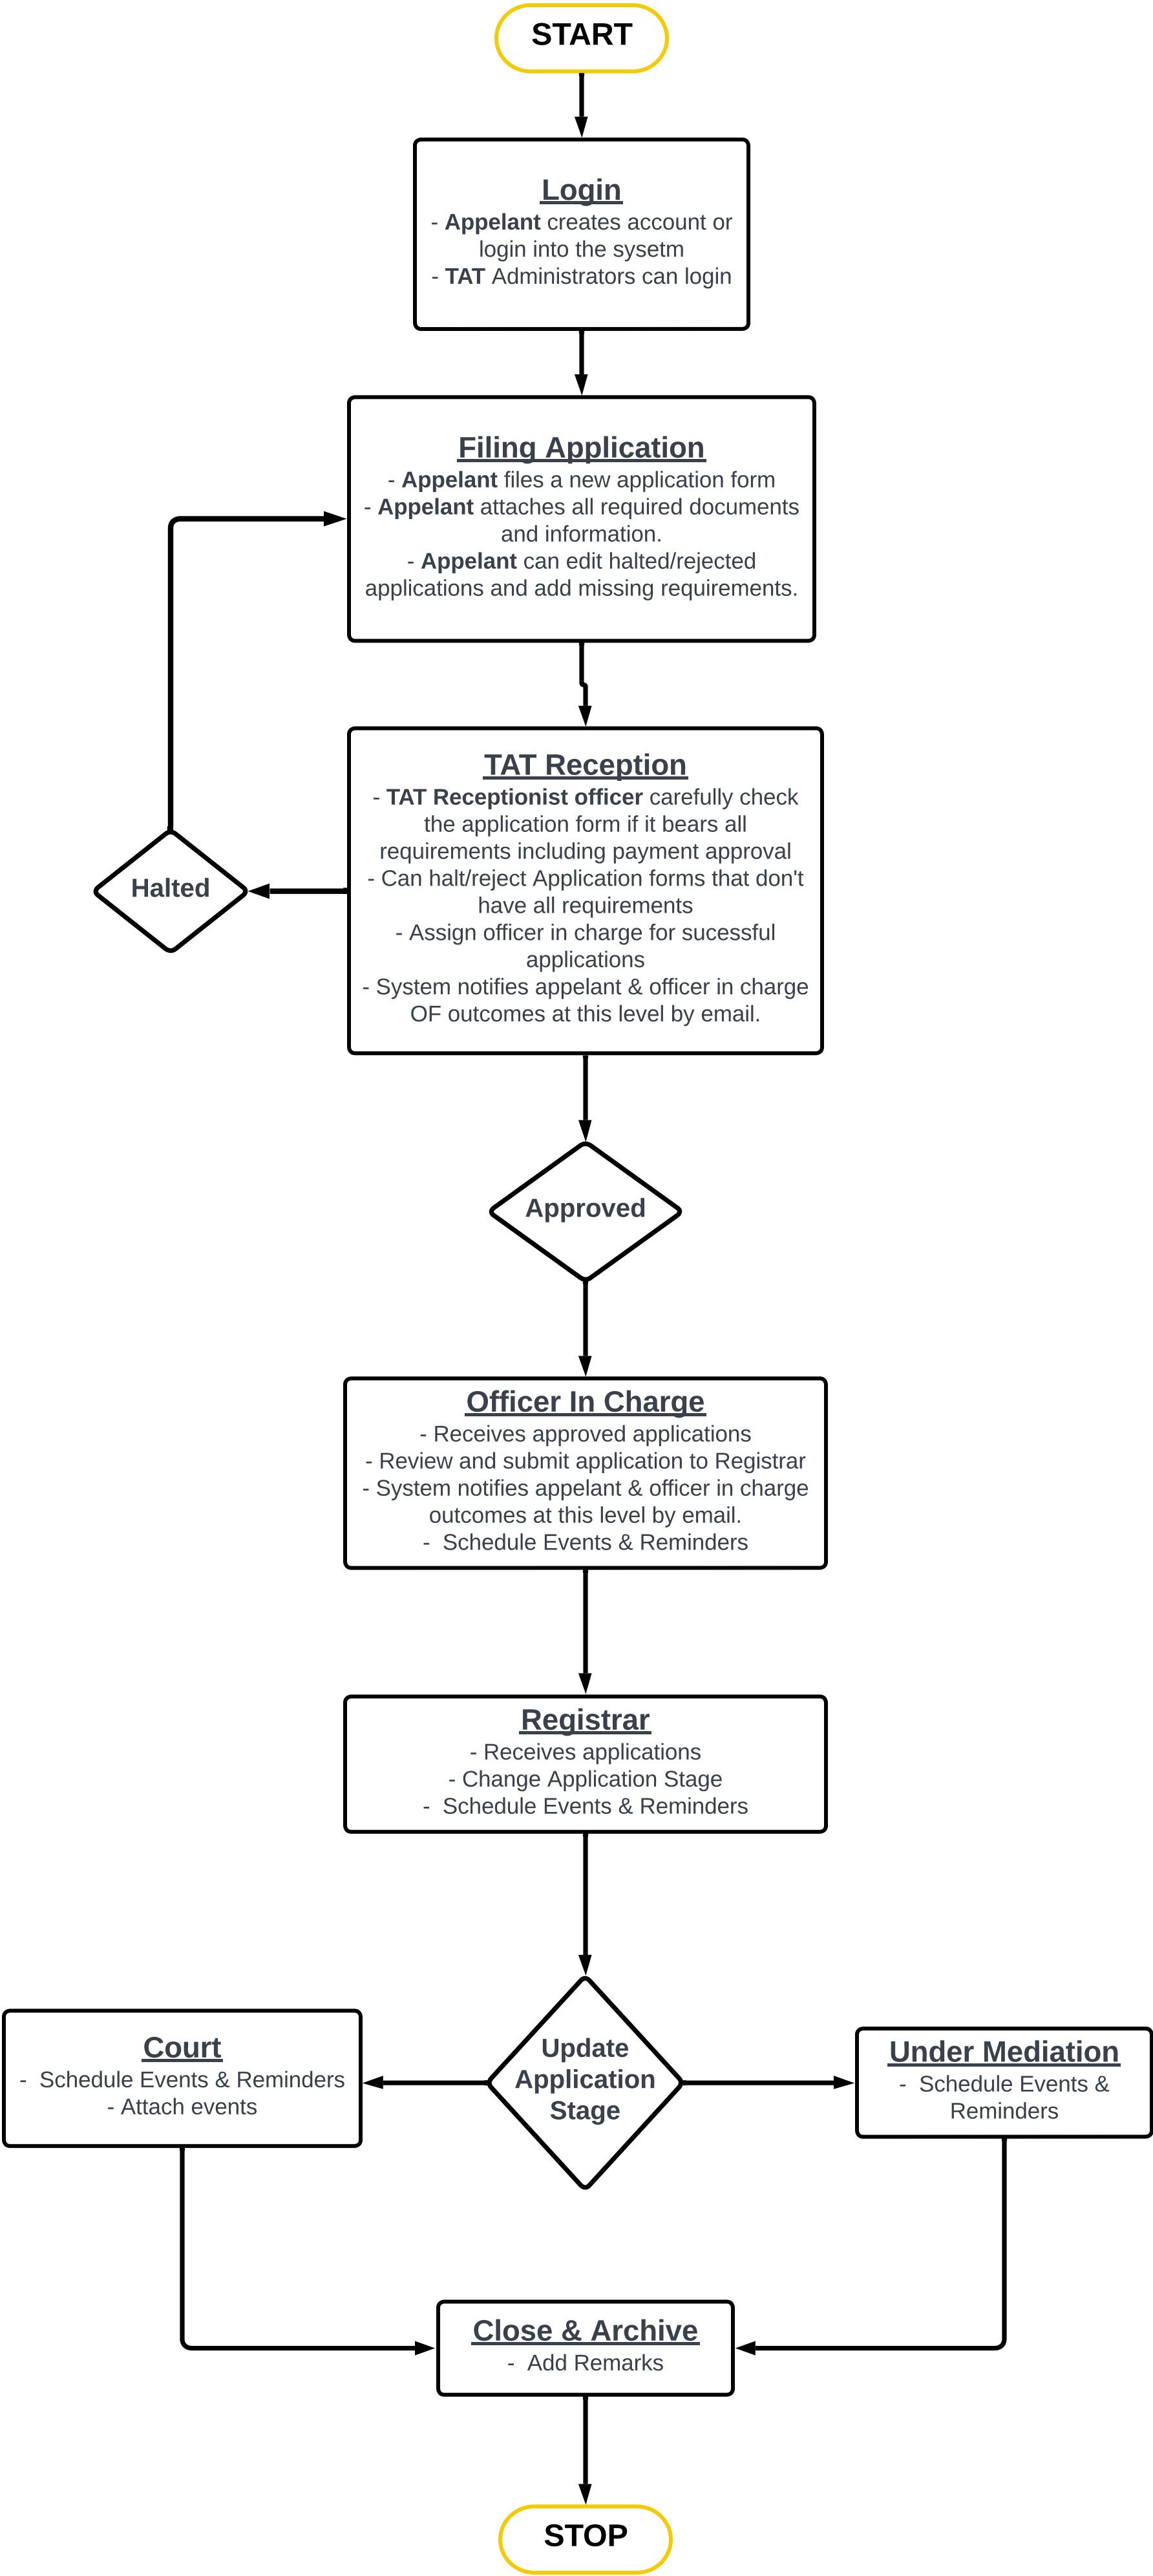 START
Login
- Appelant creates account or
login into the sysetm
- TAT Administrators can login
Filing Application
- Appelant files a new application form
- Appelant attaches all required documents
and information.
- Appelant can edit halted/rejected
applications and add missing requirements.
TAT Reception
- TAT Receptionist officer carefully check
the application form if it bears all
requirements including payment approval
- Can halt/reject Application forms that don't
have all requirements
- Assign officer in charge for sucessful
applications
- System notifies appelant & officer in charge
OF outcomes at this level by email.
Halted
Approved
Officer In Charge
- Receives approved applications
- Review and submit application to Registrar
- System notifies appelant & officer in charge
outcomes at this level by email.
- Schedule Events & Reminders
Registrar
- Receives applications
- Change Application Stage
- Schedule Events & Reminders
Update
Application
Stage
Court
- Schedule Events & Reminders
- Attach events
Under Mediation
- Schedule Events &
Reminders
Close & Archive
- Add Remarks
STOP